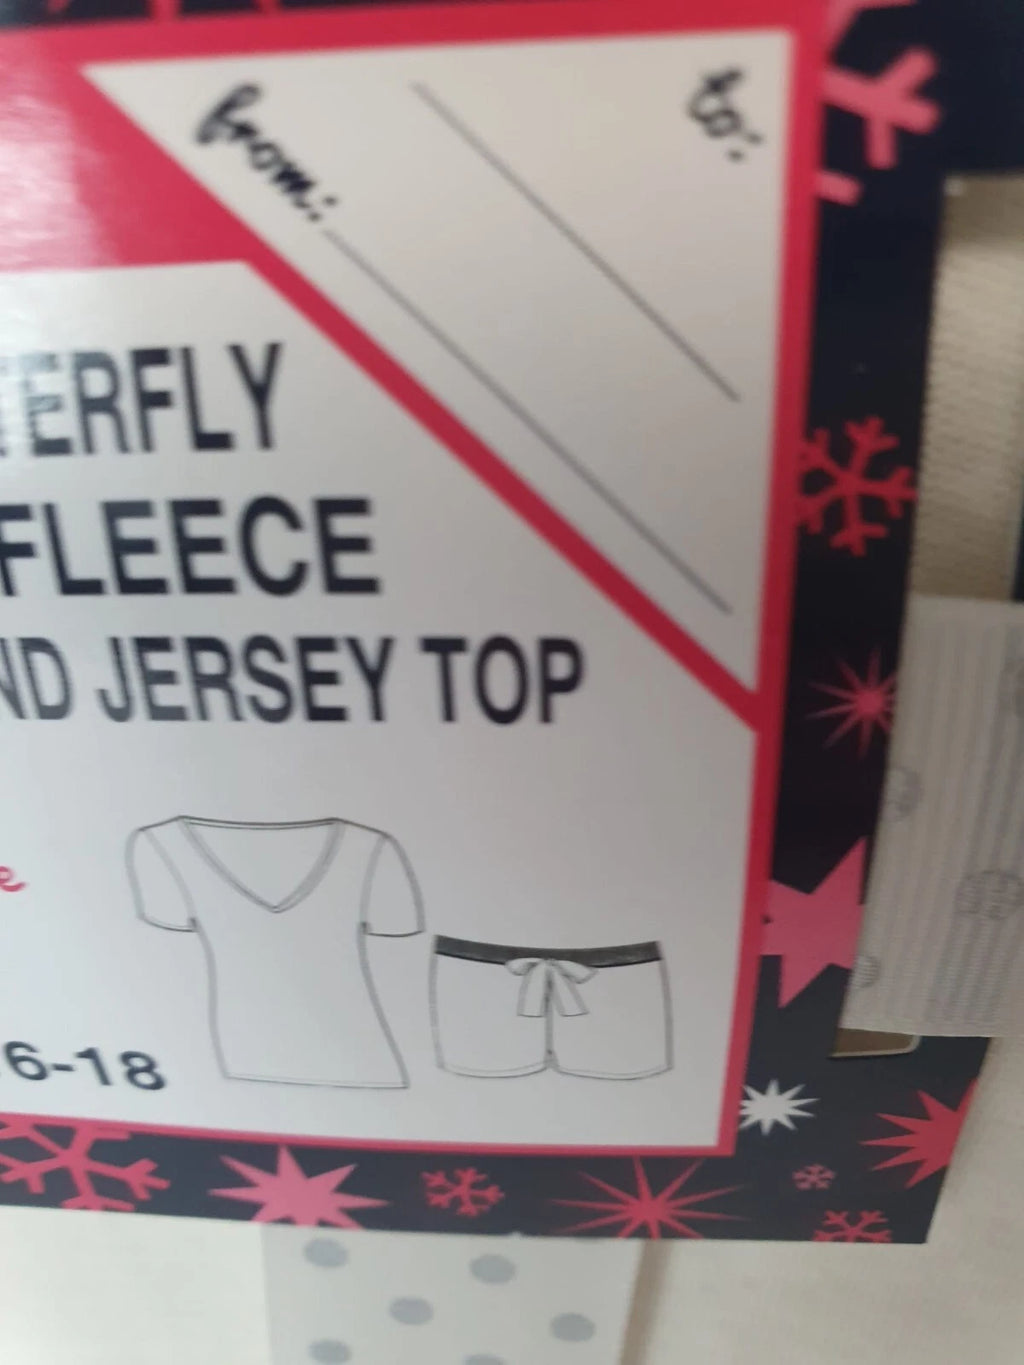 to:
from:
TERFLY
FLEECE
ND JERSEY TOP
e
6-18